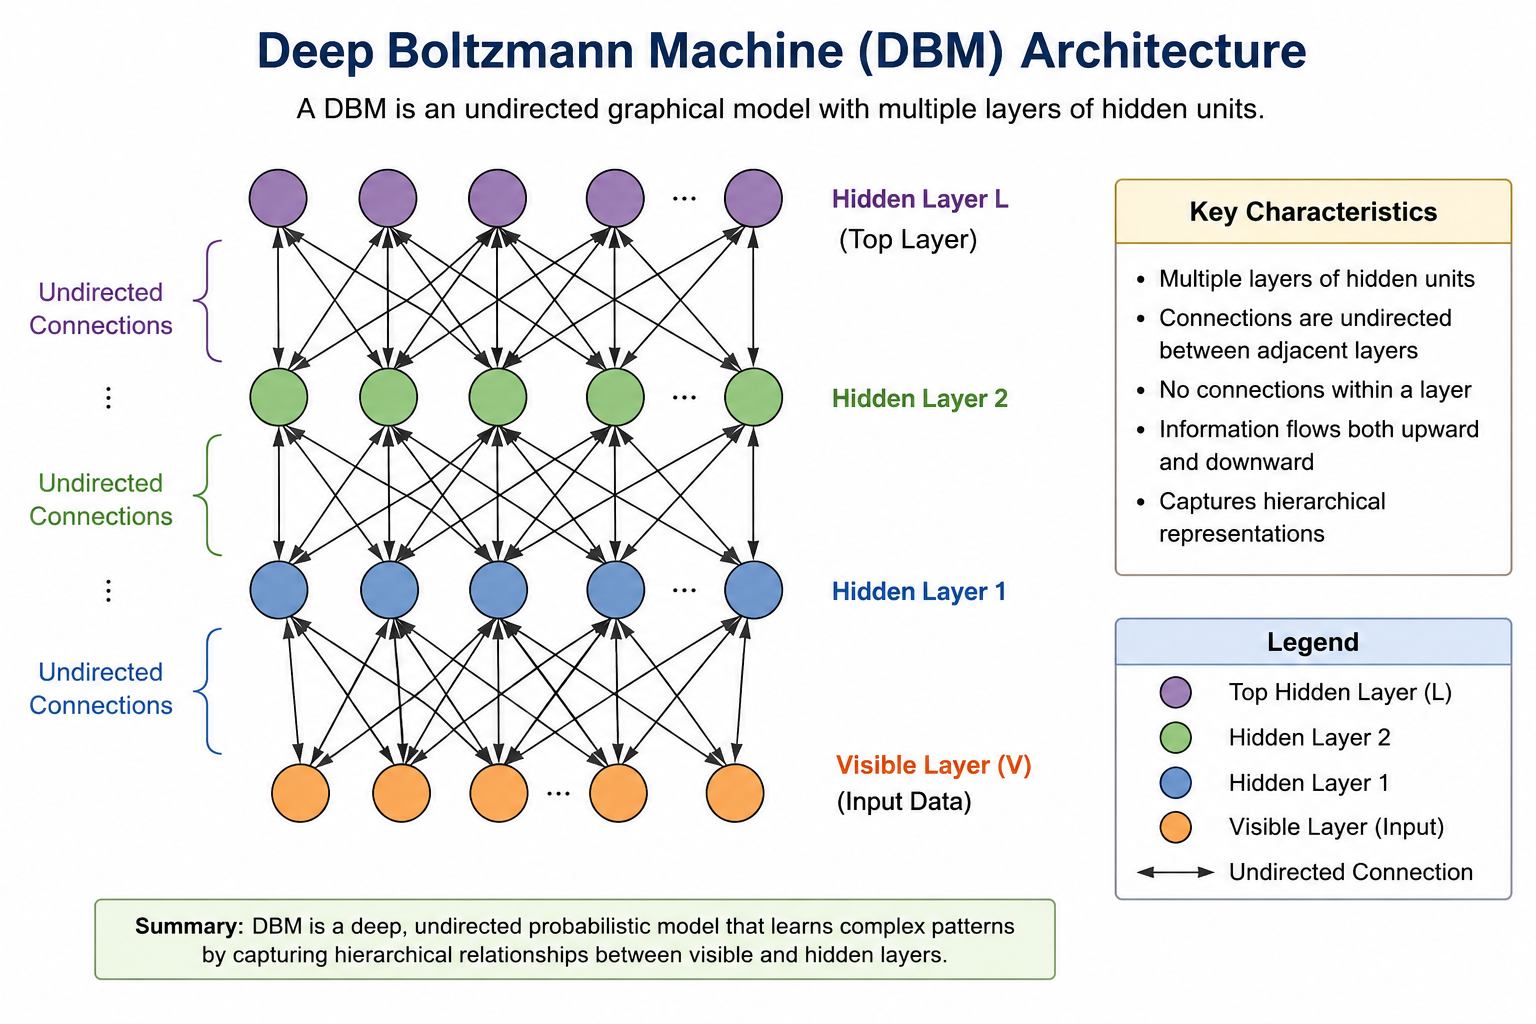 Deep Boltzmann Machine (DBM) Architecture
A DBM is an undirected graphical model with multiple layers of hidden units.
Hidden Layer L
(Top Layer)
Undirected
Connections
⋮
Hidden Layer 2
Undirected
Connections
⋮
Hidden Layer 1
Undirected
Connections
Visible Layer (V)
(Input Data)
...
...
...
...
Key Characteristics
• Multiple layers of hidden units
• Connections are undirected
between adjacent layers
• No connections within a layer
• Information flows both upward
and downward
• Captures hierarchical
representations
Legend
Top Hidden Layer (L)
Hidden Layer 2
Hidden Layer 1
Visible Layer (Input)
Undirected Connection
Summary: DBM is a deep, undirected probabilistic model that learns complex patterns
by capturing hierarchical relationships between visible and hidden layers.